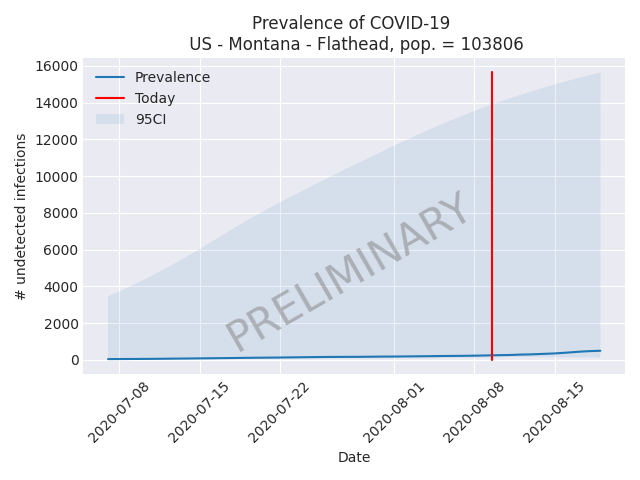 Prevalence of COVID-19
US - Montana - Flathead, pop. = 103806
16000
14000
12000
10000
8000
6000
4000
2000
0
# undetected infections
Prevalence
Today
95CI
PRELIMINARY
2020-07-08
2020-07-15
2020-07-22
2020-08-01
2020-08-08
2020-08-15
Date